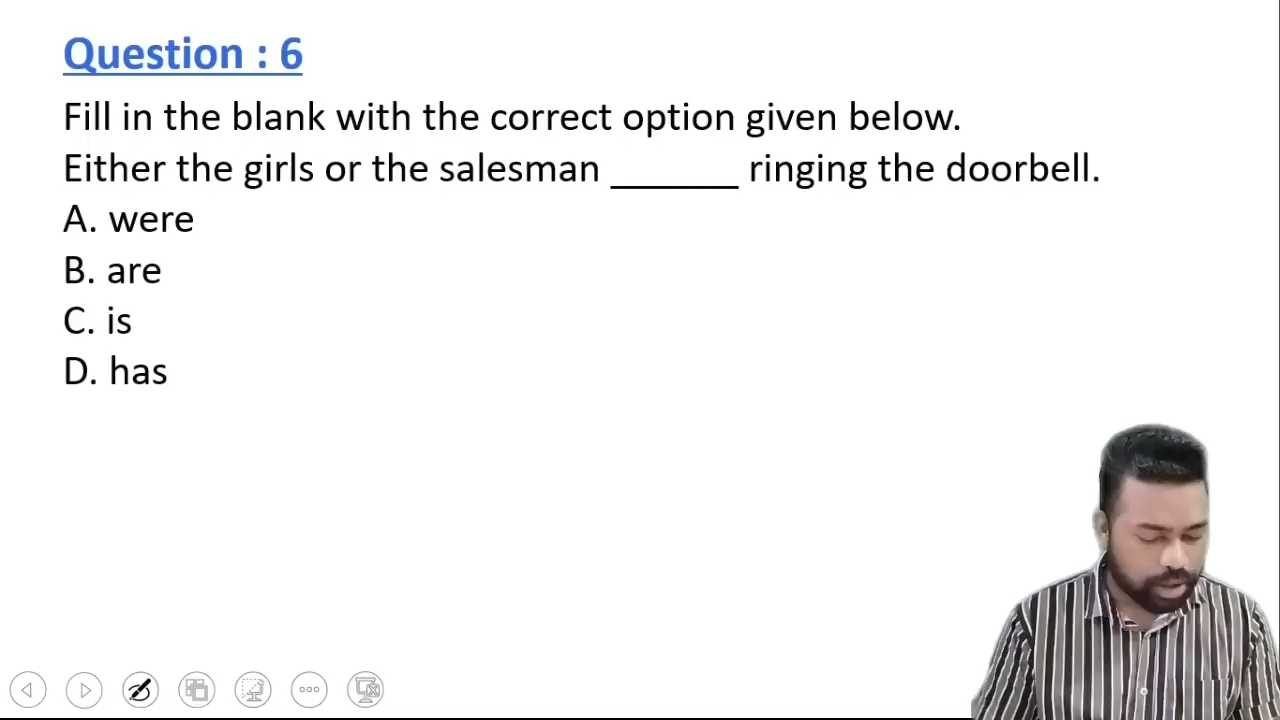 Question : 6
Fill in the blank with the correct option given below.
Either the girls or the salesman ______ ringing the doorbell.
A. were
B. are
C. is
D. has